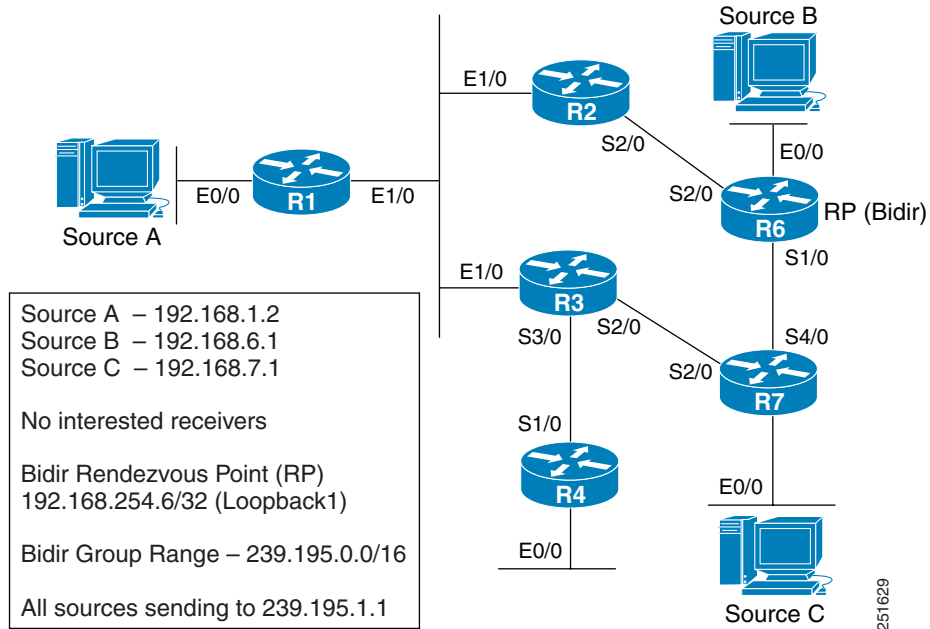 Source B
E1/0
R2
S2/0
E0/0
S2/0
R6
RP (Bidir)
E0/0
R1
E1/0
Source A
S1/0
E1/0
R3
S3/0
S2/0
S4/0
S2/0
R7
S1/0
R4
E0/0
E0/0
Source C
Source A – 192.168.1.2
Source B – 192.168.6.1
Source C – 192.168.7.1
No interested receivers
Bidir Rendezvous Point (RP)
192.168.254.6/32 (Loopback1)
Bidir Group Range – 239.195.0.0/16
All sources sending to 239.195.1.1
251629